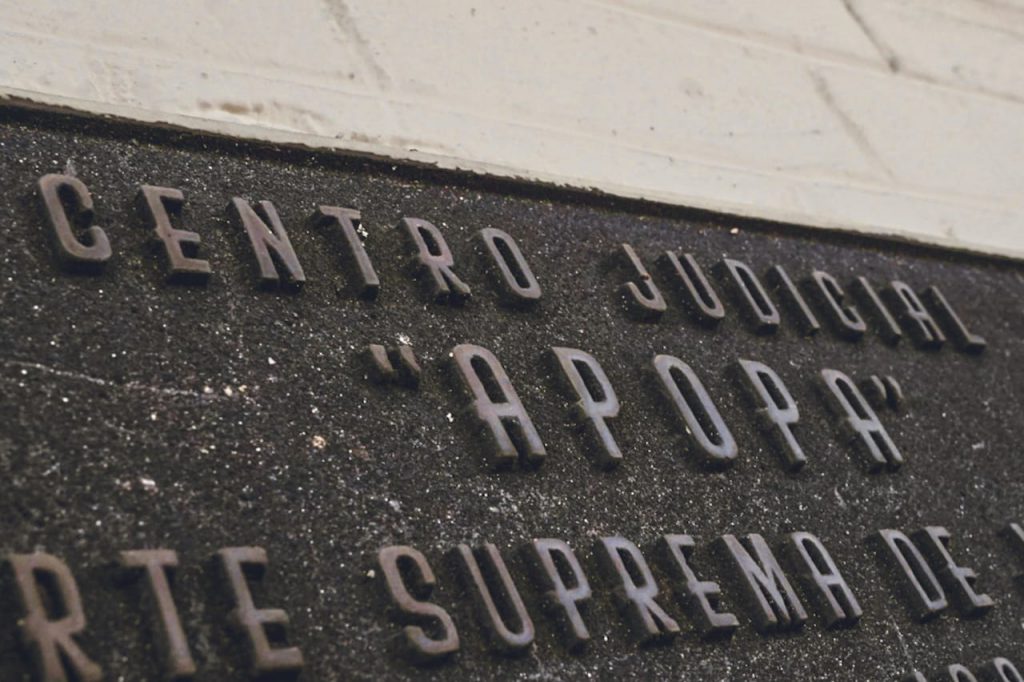 CENTRO JUDICIAL
"APOPA"
RTE SUPREMA DE